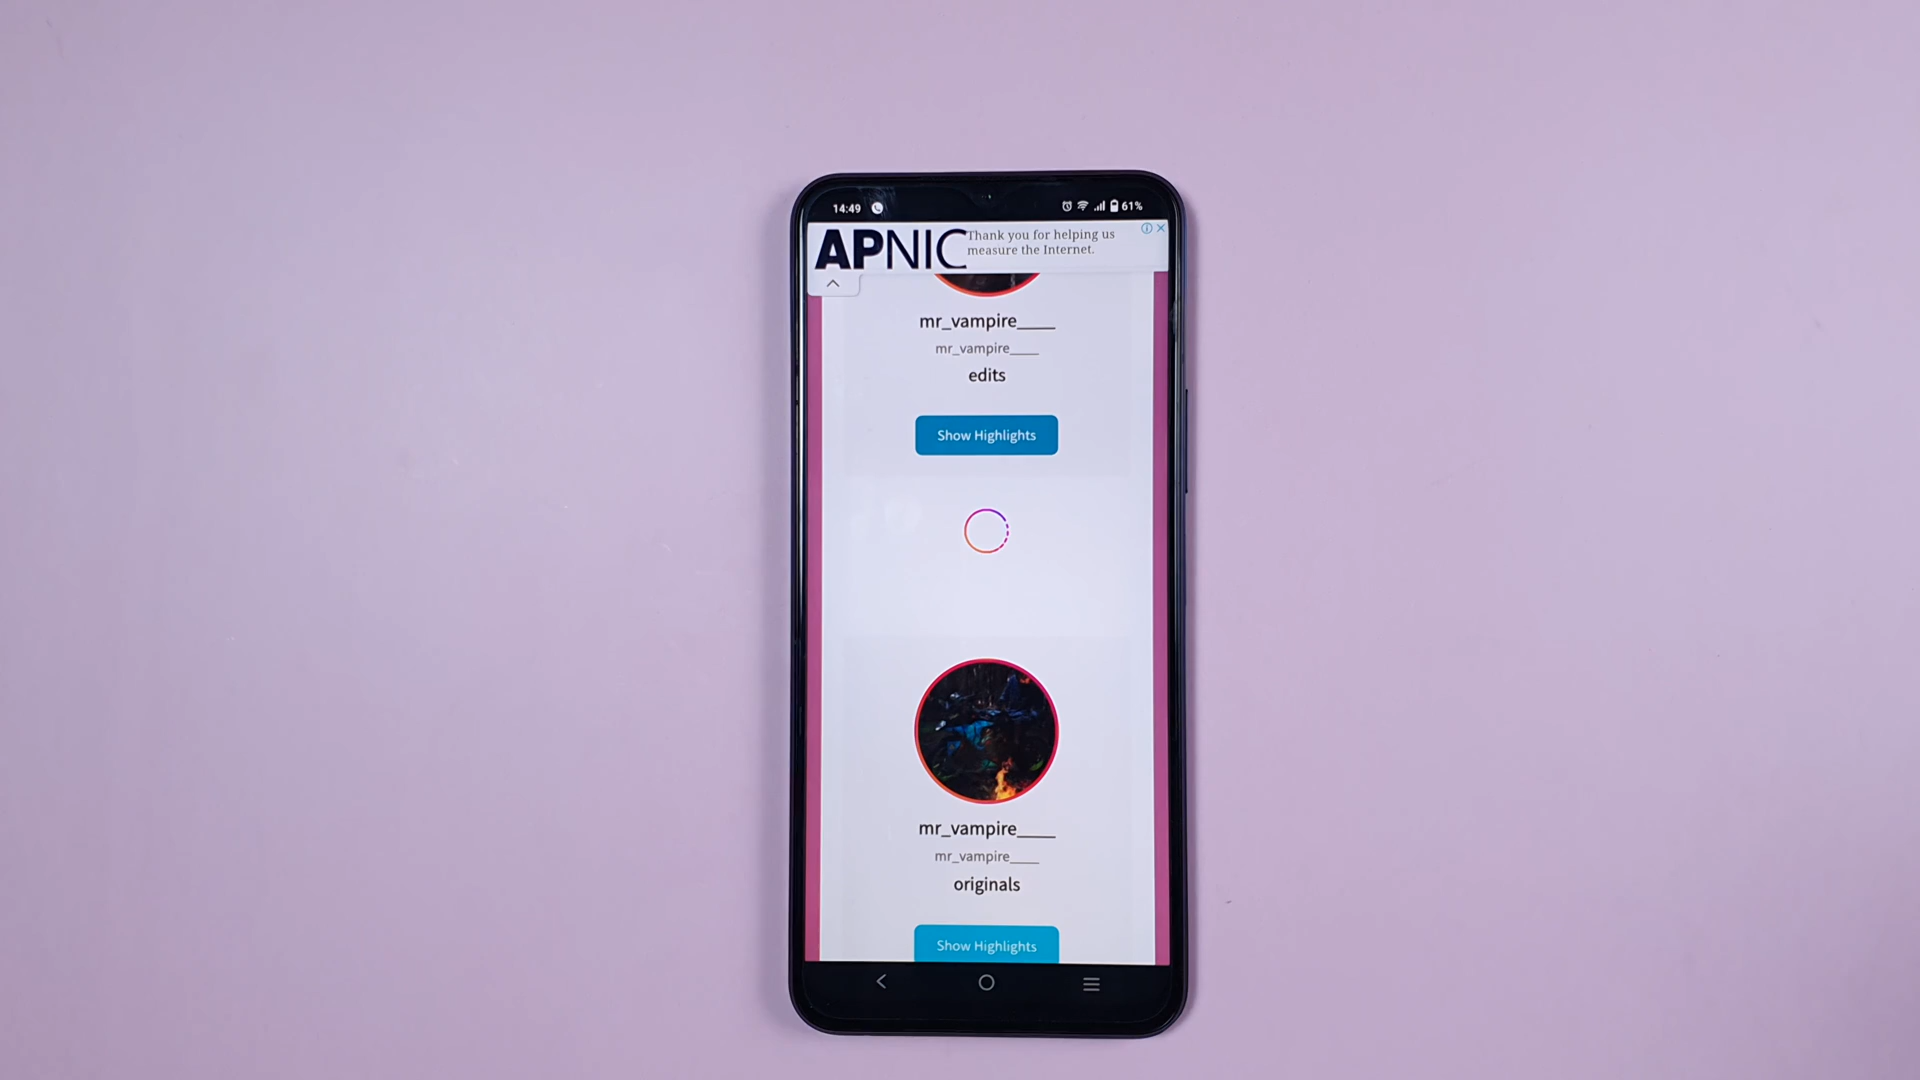 14:49 61%
APNIC
Thank you for helping us
measure the Internet.
mr_vampire____
mr_vampire____
edits
Show Highlights
mr_vampire____
mr_vampire____
originals
Show Highlights